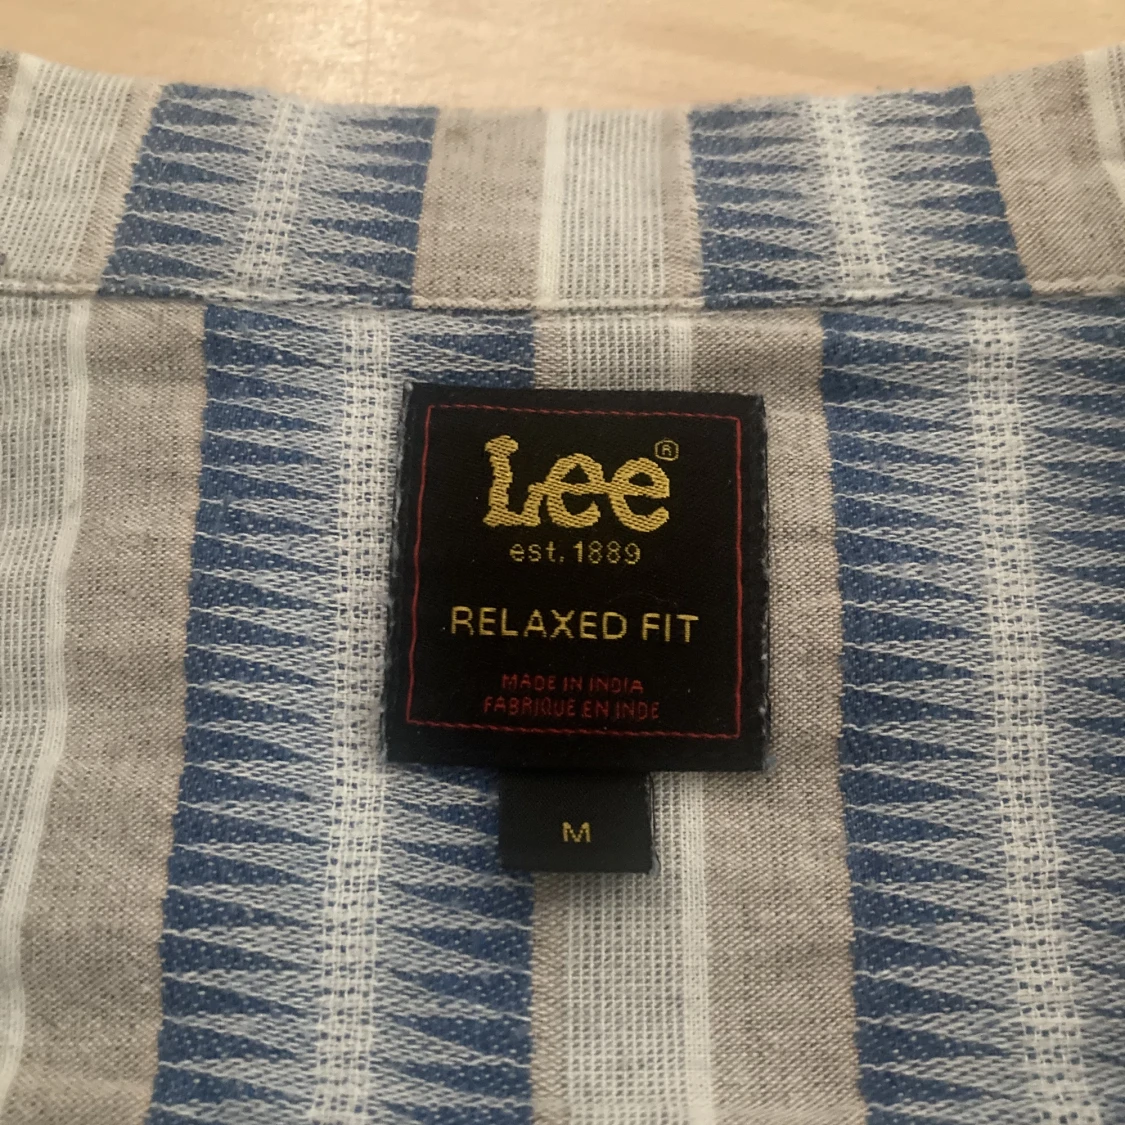 Lee®
est. 1889
RELAXED FIT
MADE IN INDIA
FABRIQUE EN INDE
M